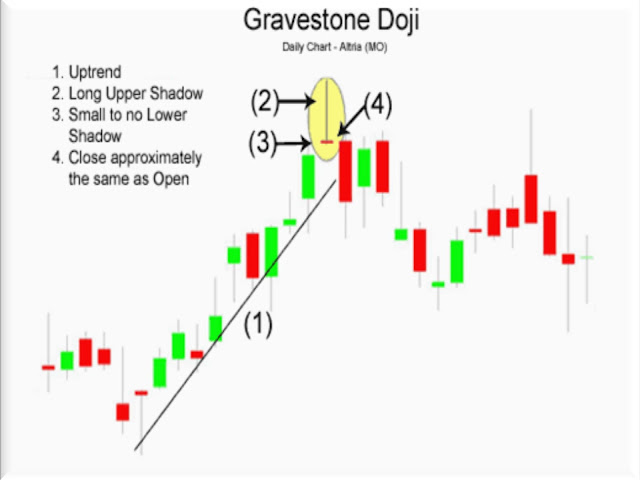 Gravestone Doji
Daily Chart - Altria (MO)
1. Uptrend
2. Long Upper Shadow
3. Small to no Lower
Shadow
4. Close approximately
the same as Open
(2)
(4)
(3)
(1)